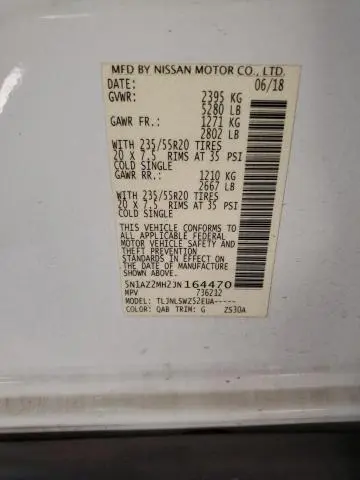 MFD BY NISSAN MOTOR CO., LTD.
DATE: 06/18
GVWR: 2395 KG
5280 LB
GAWR FR.: 1271 KG
2802 LB
WITH 235/55R20 TIRES
20 X 7.5 RIMS AT 35 PSI
COLD SINGLE
GAWR RR.: 1210 KG
2667 LB
WITH 235/55R20 TIRES
20 X 7.5 RIMS AT 35 PSI
COLD SINGLE
THIS VEHICLE CONFORMS TO
ALL APPLICABLE FEDERAL
MOTOR VEHICLE SAFETY
AND THEFT PREVENTION
STANDARDS IN EFFECT ON
THE DATE OF MANUFACTURE
SHOWN ABOVE.
5N1AZ2MH2JN164470
MPV 736212
MODEL: TLJNLSWZ52EUA-----
COLOR: QAB TRIM: G Z530A